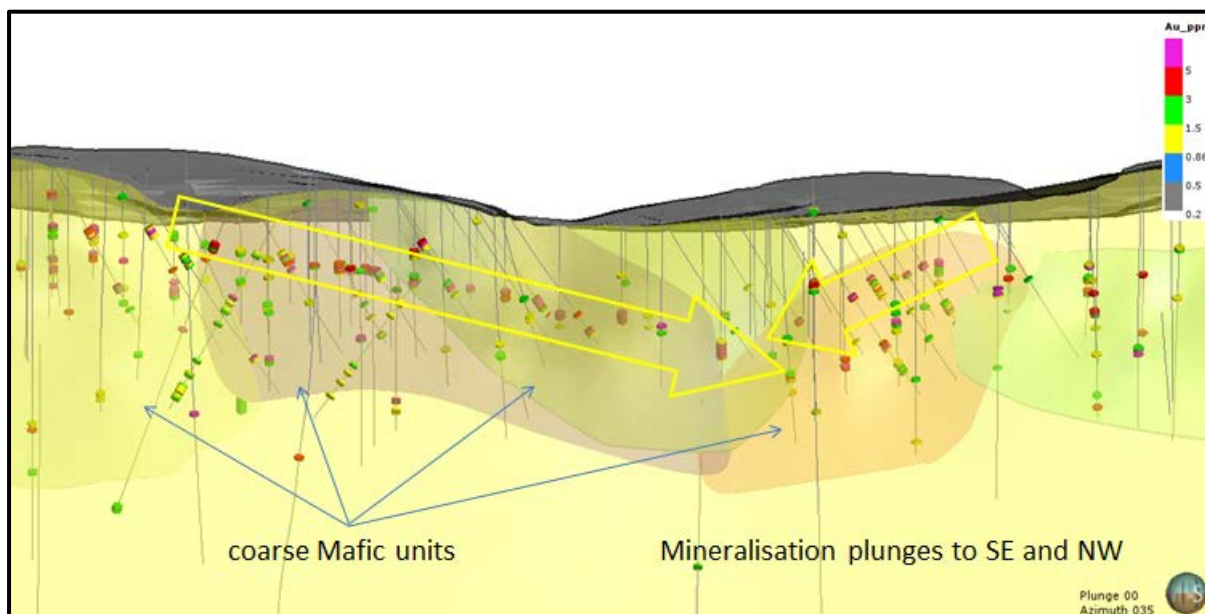 Au_ppm
5
3
1.5
0.86
0.5
0.2
coarse Mafic units
Mineralisation plunges to SE and NW
Plunge 00
Azimuth 035